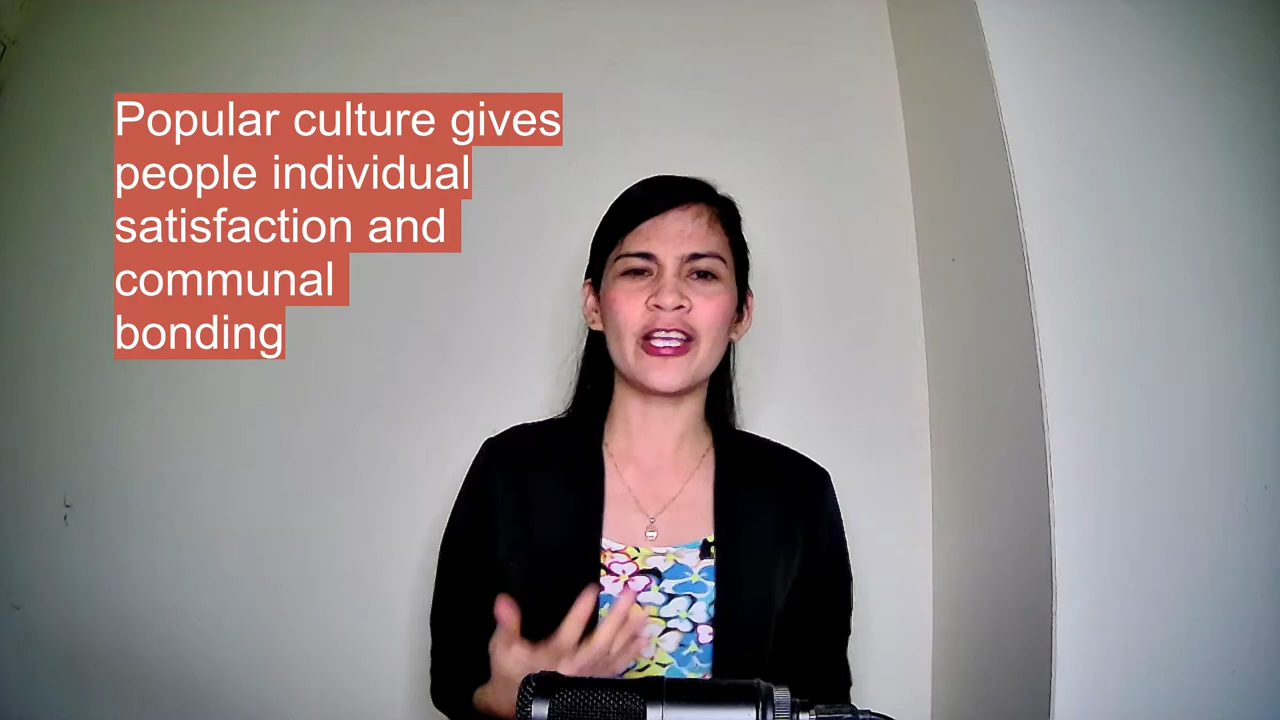 Popular culture gives
people individual
satisfaction and
communal
bonding